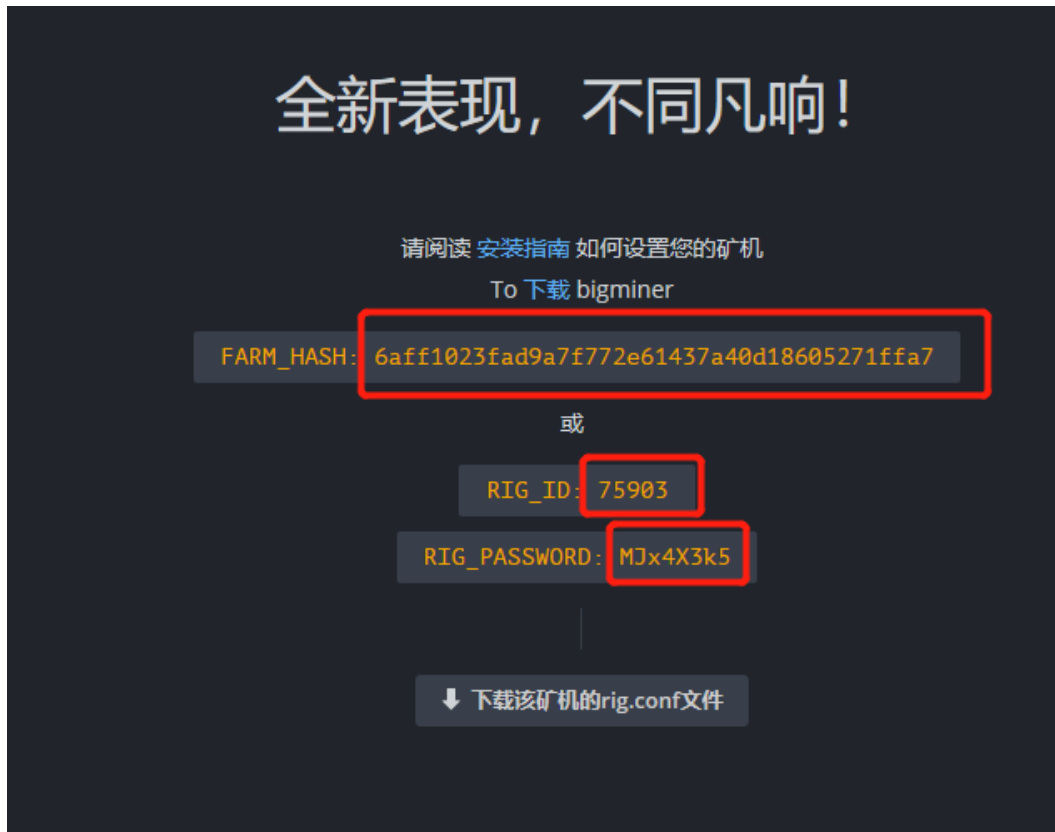 全新表现，不同凡响！
请阅读 安装指南 如何设置您的矿机
To 下载 bigminer
FARM_HASH: 6aff1023fad9a7f772e61437a40d18605271ffa7
或
RIG_ID: 75903
RIG_PASSWORD: MJx4X3k5
下载该矿机的rig.conf文件